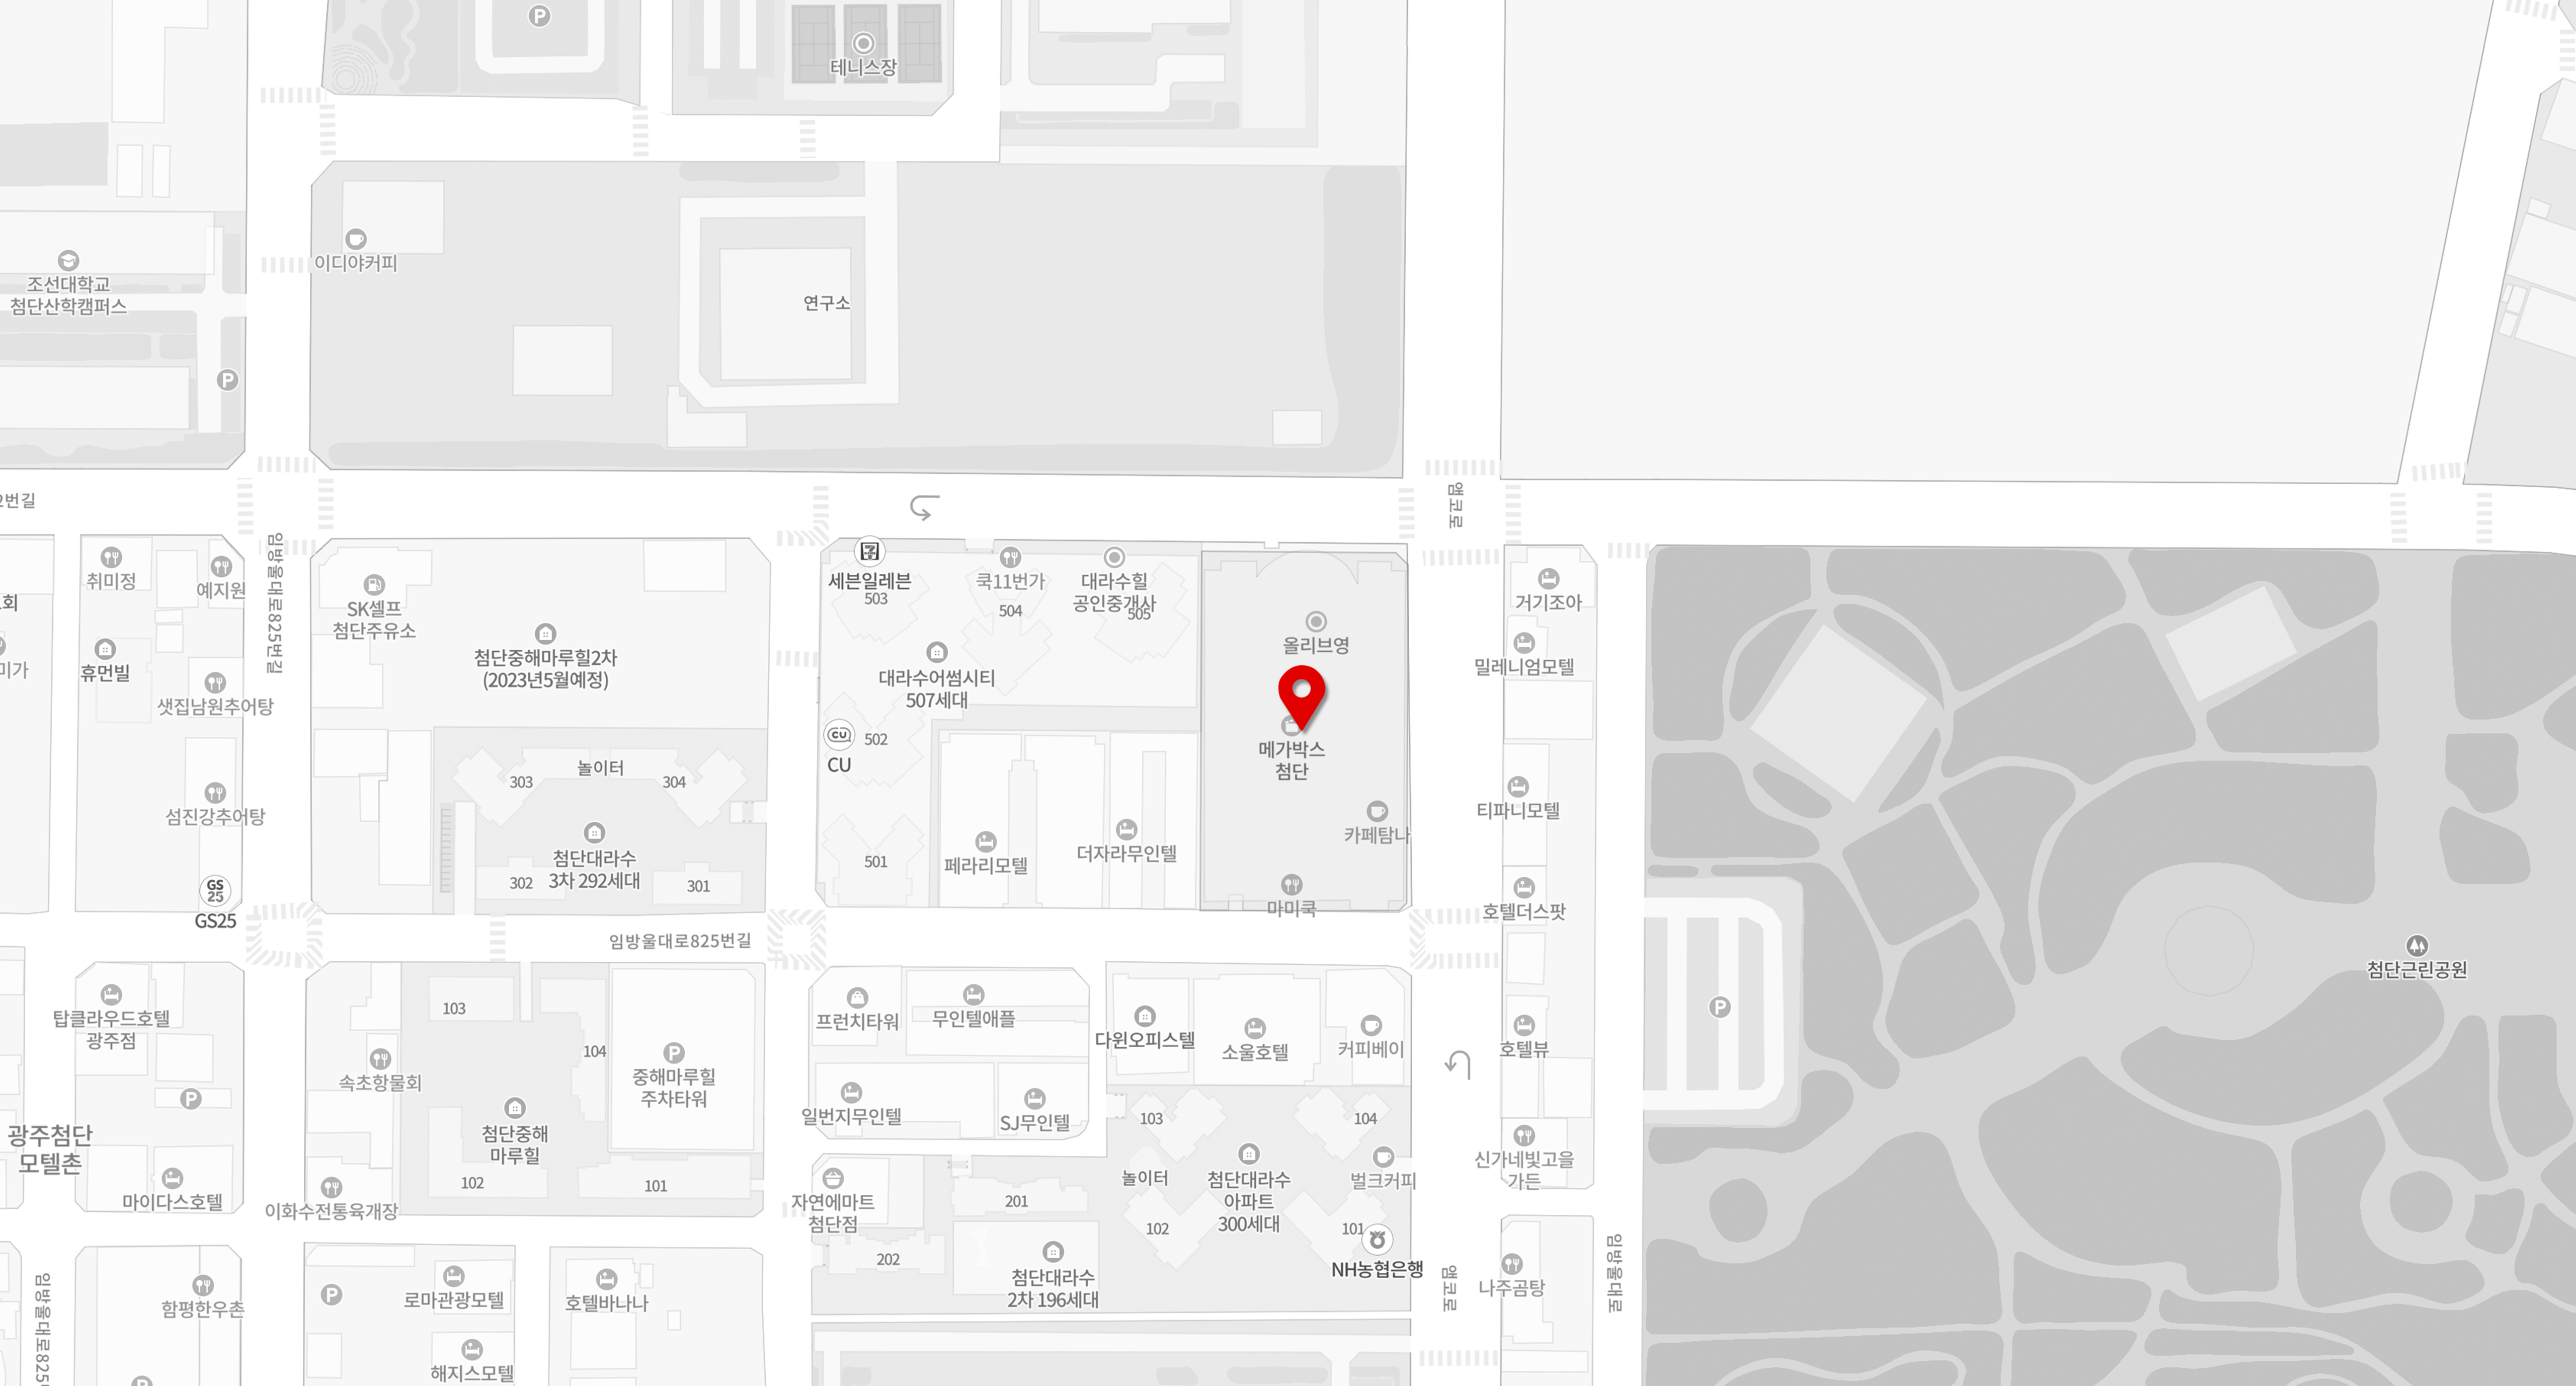 P
테니스장
이디야커피
조선대학교
첨단산학캠퍼스
연구소
P
2번길
앰코로
임방울대로825번길
취미정
예지원
회
미가
휴먼빌
샛집남원추어탕
섬진강추어탕
GS
25
GS25
SK셀프
첨단주유소
첨단중해마루힐2차
(2023년5월예정)
303
놀이터
304
첨단대라수
3차 292세대
302
301
세븐일레븐
503
쿡11번가
504
대라수힐
공인중개사
505
대라수어썸시티
507세대
CU
502
CU
501
페라리모텔
더자라무인텔
올리브영
메가박스
첨단
카페탐나
마미쿡
거기조아
밀레니엄모텔
티파니모텔
호텔더스팟
임방울대로825번길
첨단근린공원
P
탑클라우드호텔
광주점
P
광주첨단
모텔촌
마이다스호텔
속초항물회
이화수전통육개장
103
104
첨단중해
마루힐
102
101
P
중해마루힐
주차타워
프런치타워
무인텔애플
일번지무인텔
SJ무인텔
다윈오피스텔
소울호텔
커피베이
호텔뷰
신가네빛고을
가든
자연에마트
첨단점
201
202
첨단대라수
2차 196세대
103
104
놀이터
첨단대라수
아파트
300세대
102
101
벌크커피
NH농협은행
앰코로
나주곰탕
임방울대로
임방울대로825
함평한우촌
P
P
로마관광모텔
해지스모텔
호텔바나나